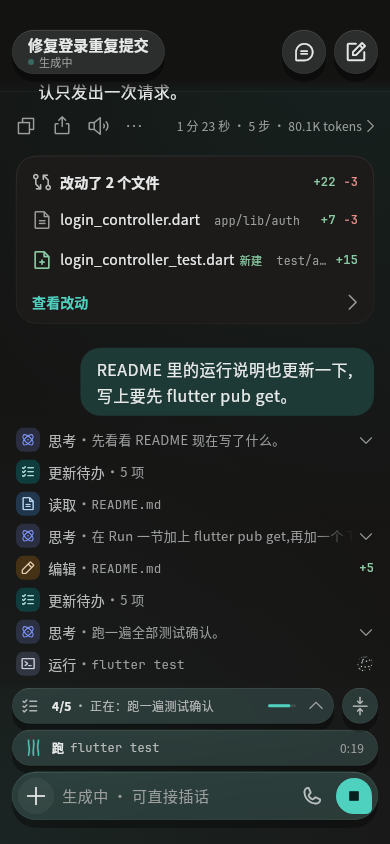 修复登录重复提交
生成中
认只发出一次请求。
1 分 23 秒 · 5 步 · 80.1K tokens
改动了 2 个文件 +22 -3
login_controller.dart app/lib/auth +7 -3
login_controller_test.dart 新建 test/a… +15
查看改动
README 里的运行说明也更新一下,
写上要先 flutter pub get。
思考 · 先看看 README 现在写了什么。
更新待办 · 5 项
读取 · README.md
思考 · 在 Run 一节加上 flutter pub get,再加一个
编辑 · README.md +5
更新待办 · 5 项
思考 · 跑一遍全部测试确认。
运行 · flutter test
4/5 · 正在: 跑一遍测试确认
跑 flutter test 0:19
生成中 · 可直接插话